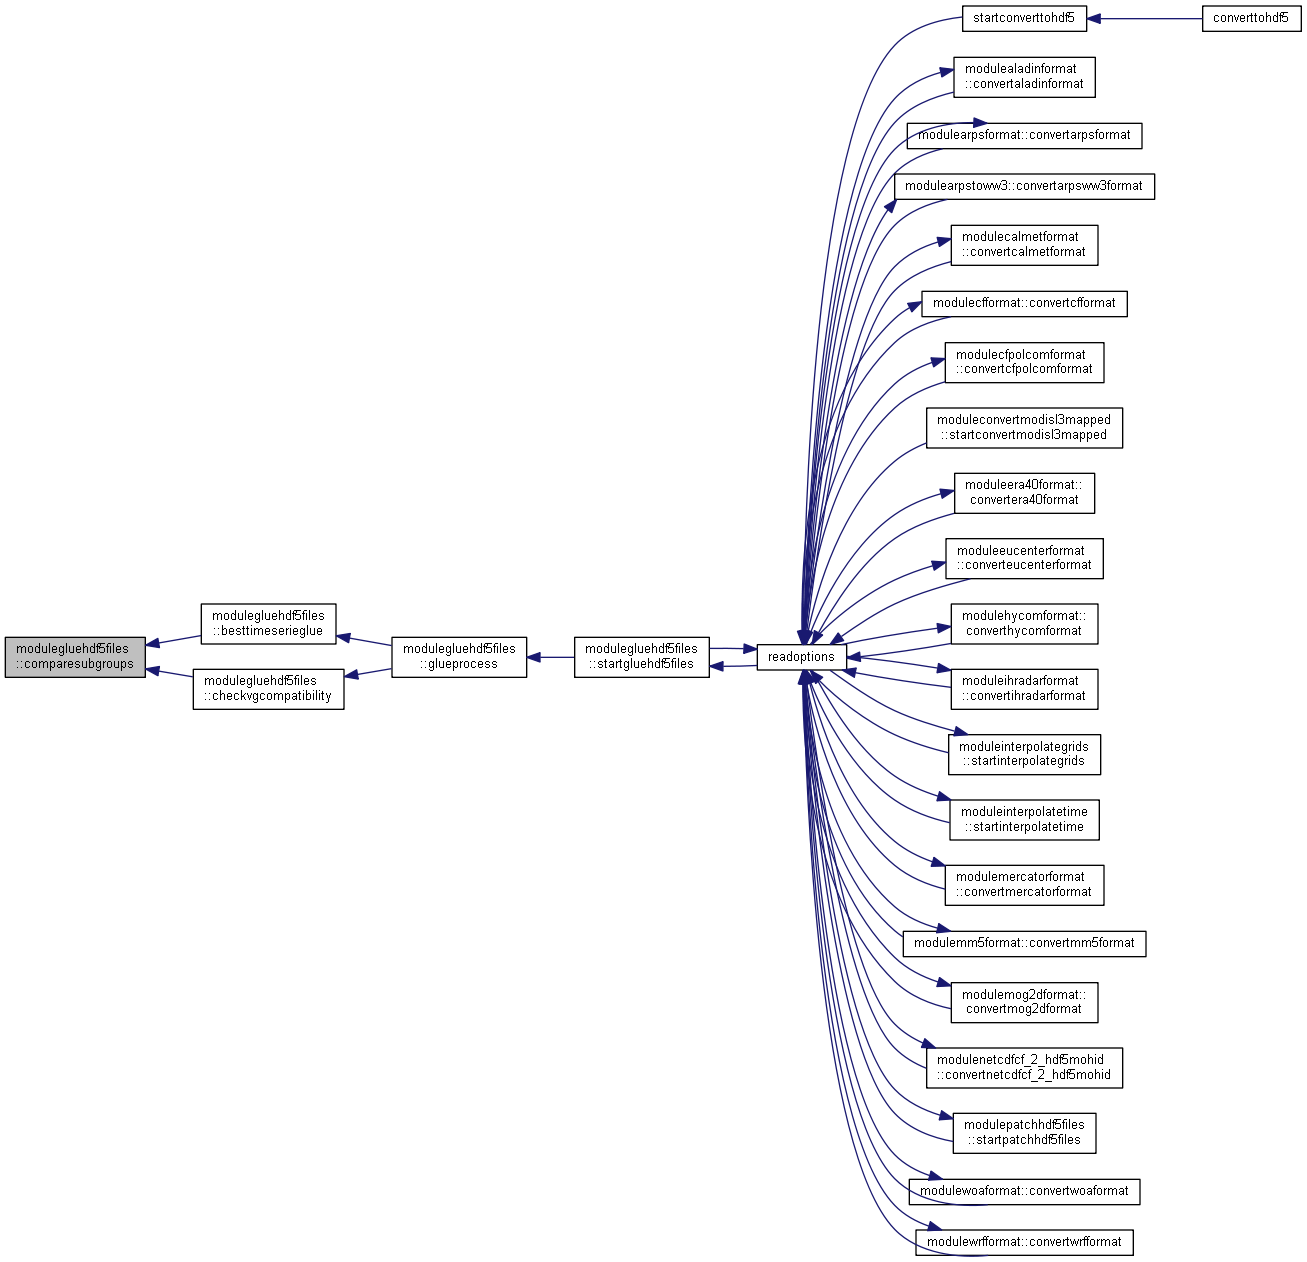 startconverttohdf5
converttohdf5
modulealadinformat
::convertaladinformat
modulearpsformat::convertarpsformat
modulearpstoww3::convertarpsww3format
modulecalmetformat
::convertcalmetformat
modulecfformat::convertcfformat
modulecfpolcomformat
::convertcfpolcomformat
moduleconvertmodisl3mapped
::startconvertmodisl3mapped
moduleera40format::
convertera40format
moduleeucenterformat
::converteucenterformat
modulegluehdf5files
::comparesubgroups
modulegluehdf5files
::besttimeserieglue
modulegluehdf5files
::checkvgcompatibility
modulegluehdf5files
::glueprocess
modulegluehdf5files
::startgluehdf5files
readoptions
modulehycomformat::
converthycomformat
moduleihradarformat
::convertihradarformat
moduleinterpolategrids
::startinterpolategrids
moduleinterpolatetime
::startinterpolatetime
modulemercatorformat
::convertmercatorformat
modulemm5format::convertmm5format
modulemog2dformat::
convertmog2dformat
modulenetcdfcf_2_hdf5mohid
::convertnetcdfcf_2_hdf5mohid
modulepatchhdf5files
::startpatchhdf5files
modulewoaformat::convertwoaformat
modulewrfformat::convertwrfformat